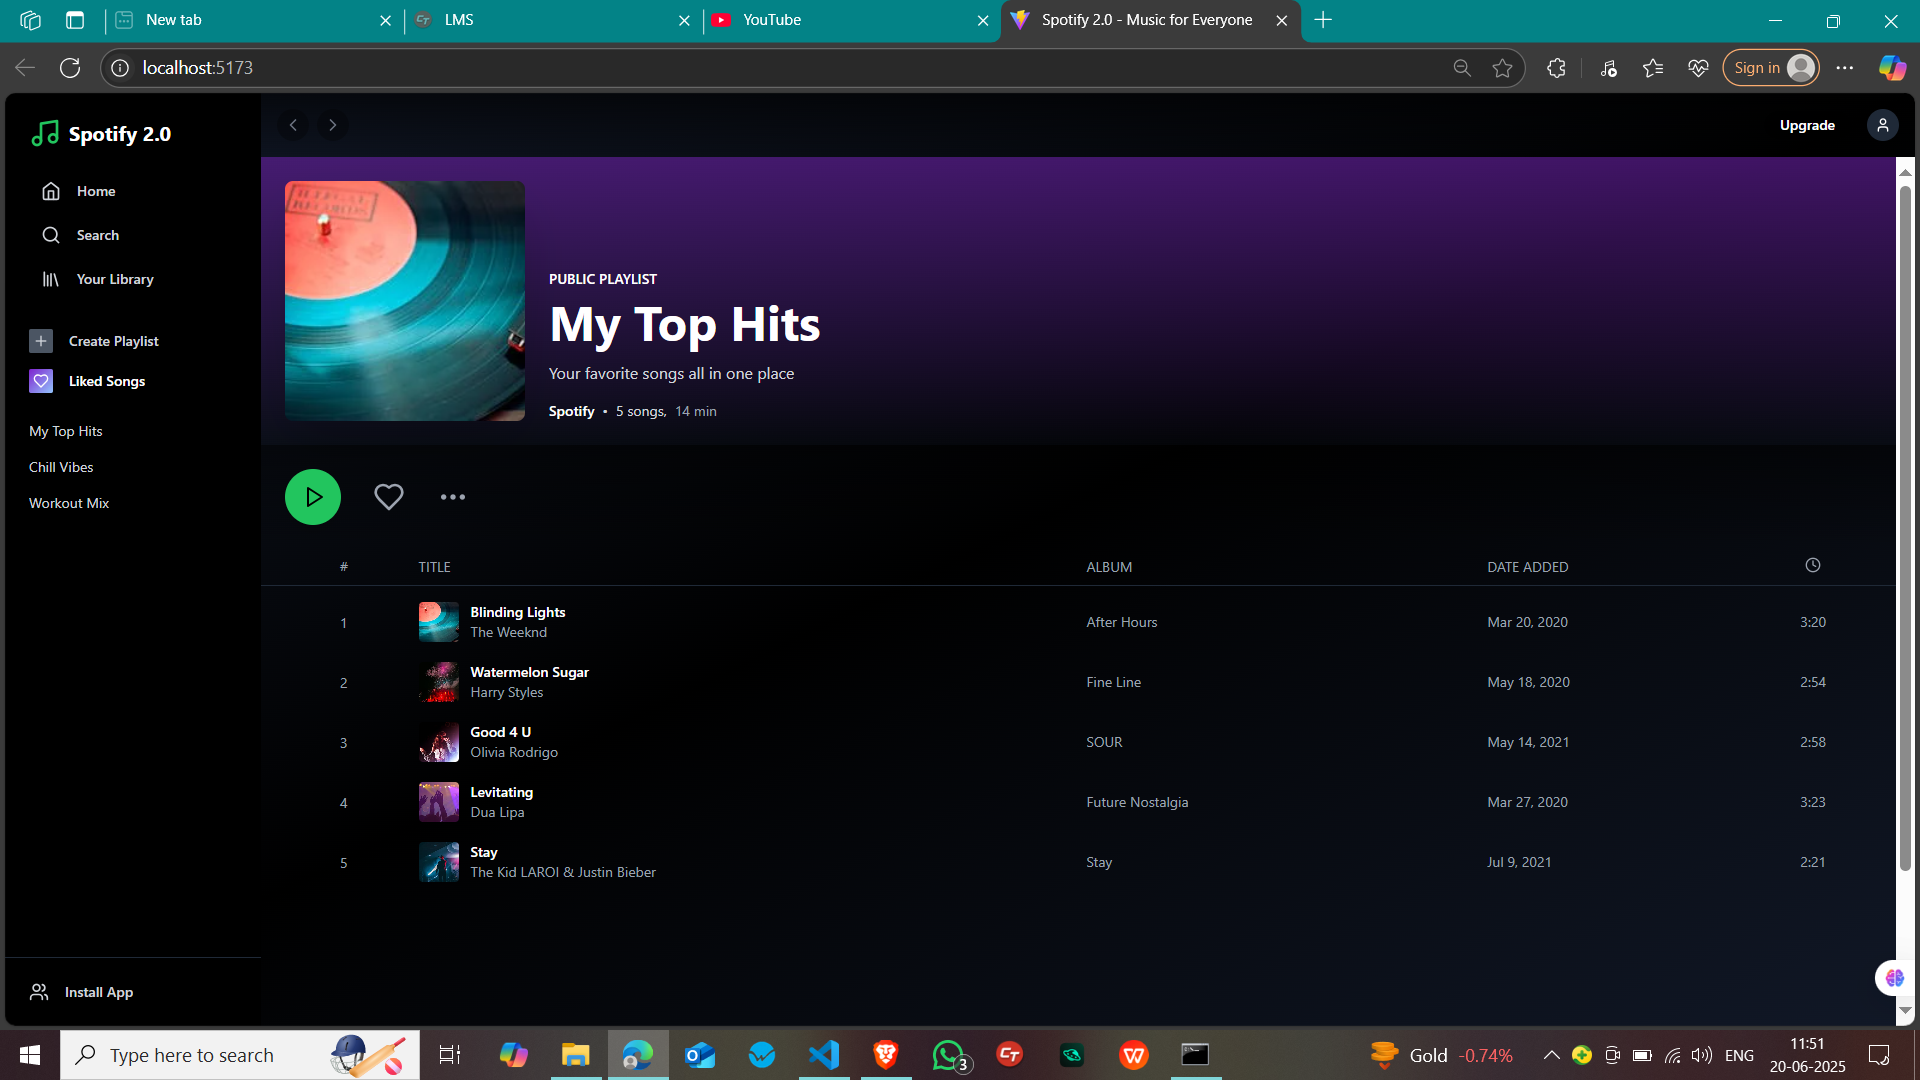 New tab
LMS
YouTube
Spotify 2.0 - Music for Everyone
localhost:5173
Sign in
Spotify 2.0
Home
Search
Your Library
Create Playlist
Liked Songs
My Top Hits
Chill Vibes
Workout Mix
Install App
Upgrade
ILLEGAL
RECORDS
PUBLIC PLAYLIST
My Top Hits
Your favorite songs all in one place
Spotify • 5 songs, 14 min
# TITLE ALBUM DATE ADDED
1 Blinding Lights After Hours Mar 20, 2020 3:20
The Weeknd
2 Watermelon Sugar Fine Line May 18, 2020 2:54
Harry Styles
3 Good 4 U SOUR May 14, 2021 2:58
Olivia Rodrigo
4 Levitating Future Nostalgia Mar 27, 2020 3:23
Dua Lipa
5 Stay Stay Jul 9, 2021 2:21
The Kid LAROI & Justin Bieber
Type here to search
3
Gold -0.74%
ENG
11:51
20-06-2025